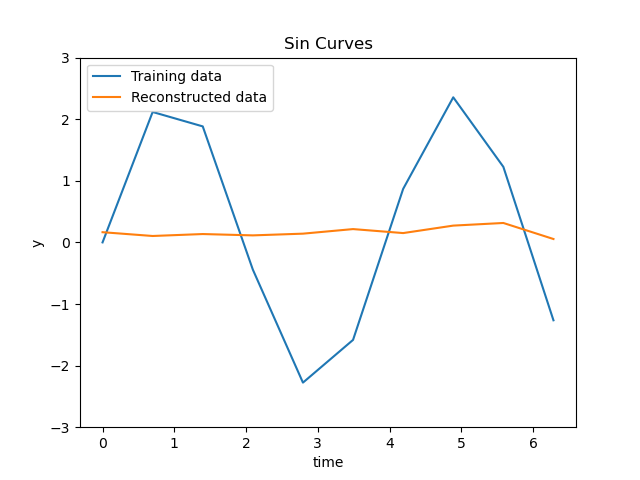 Sin Curves
Training data
Reconstructed data
3
2
1
0
−1
−2
−3
y
0 1 2 3 4 5 6
time